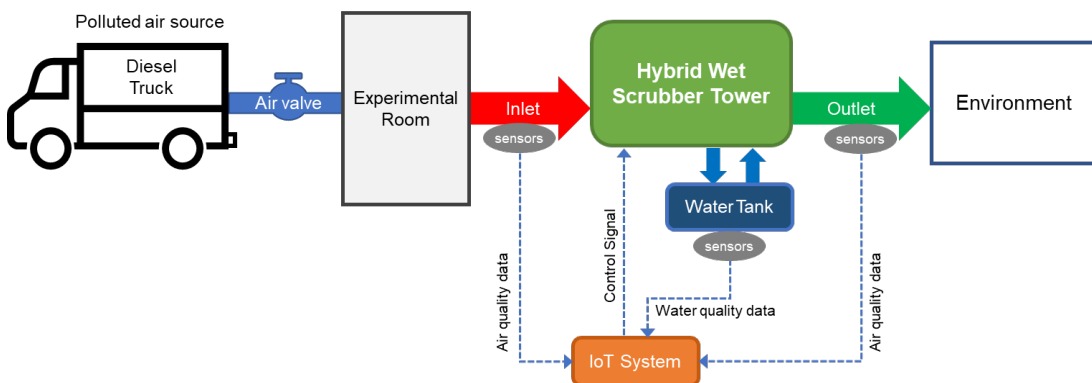 Polluted air source
Diesel
Truck
Air valve
Experimental
Room
Inlet
sensors
Hybrid Wet
Scrubber Tower
Outlet
sensors
Environment
Water Tank
sensors
Air quality data
Control Signal
Water quality data
Air quality data
IoT System